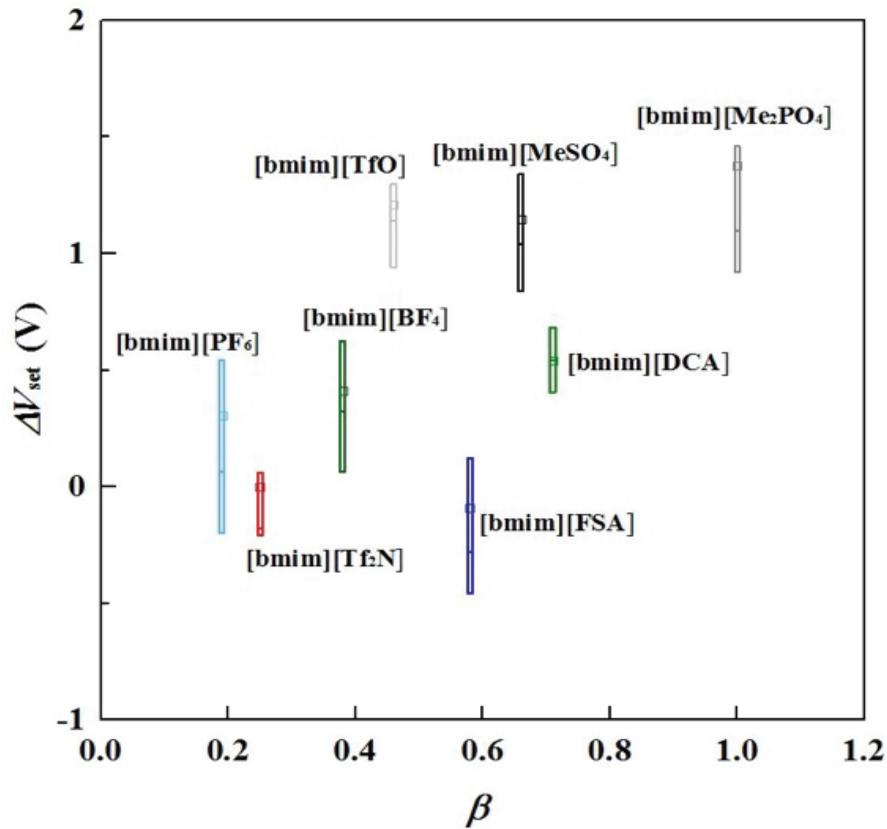 2
[bmim][Me₂PO₄]
[bmim][MeSO₄]
[bmim][TfO]
1
[bmim][BF₄]
[bmim][PF₆]
[bmim][DCA]
ΔVset (V)
0
[bmim][FSA]
[bmim][Tf₂N]
-1
0.0 0.2 0.4 0.6 0.8 1.0 1.2
β